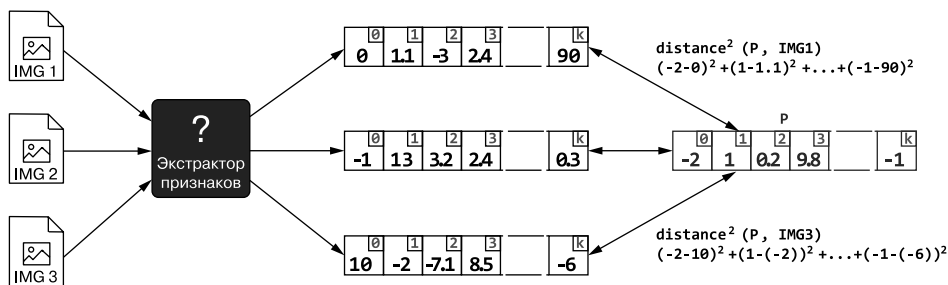 IMG 1
IMG 2
IMG 3
?
Экстрактор
признаков
0 1 2 3 k
0 1.1 -3 2.4 90
0 1 2 3 k
-1 13 3.2 2.4 0.3
0 1 2 3 k
10 -2 -7.1 8.5 -6
distance² (P, IMG1)
(-2-0)²+(1-1.1)²+...+(-1-90)²
P
0 1 2 3 k
-2 1 0.2 9.8 -1
distance² (P, IMG3)
(-2-10)²+(1-(-2))²+...+(-1-(-6))²